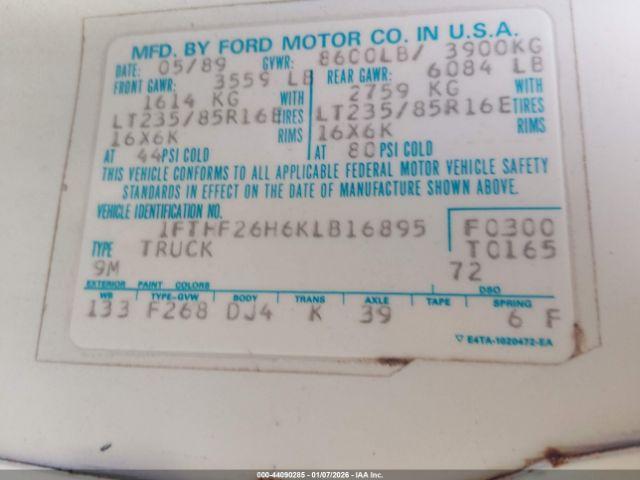 MFD. BY FORD MOTOR CO. IN U.S.A.
DATE: 05/89 GVWR: 8600LB/ 3900KG
FRONT GAWR: 3559 LB REAR GAWR: 6084 LB
1614 KG WITH 2759 KG WITH
LT235/85R16E TIRES LT235/85R16E TIRES
16X6K RIMS 16X6K RIMS
AT 44 PSI COLD AT 80 PSI COLD
THIS VEHICLE CONFORMS TO ALL APPLICABLE FEDERAL MOTOR VEHICLE SAFETY
STANDARDS IN EFFECT ON THE DATE OF MANUFACTURE SHOWN ABOVE.
VEHICLE IDENTIFICATION NO.
1FTHF26H6KLB16895 F0300
TYPE TRUCK T0165
9M 72
EXTERIOR PAINT COLORS DSO
WB TYPE-GVW BODY TRANS AXLE TAPE SPRING
133 F268 DJ4 K 39 6 F
E4TA-1020472-EA
000-44090285 - 01/07/2026 - IAA Inc.